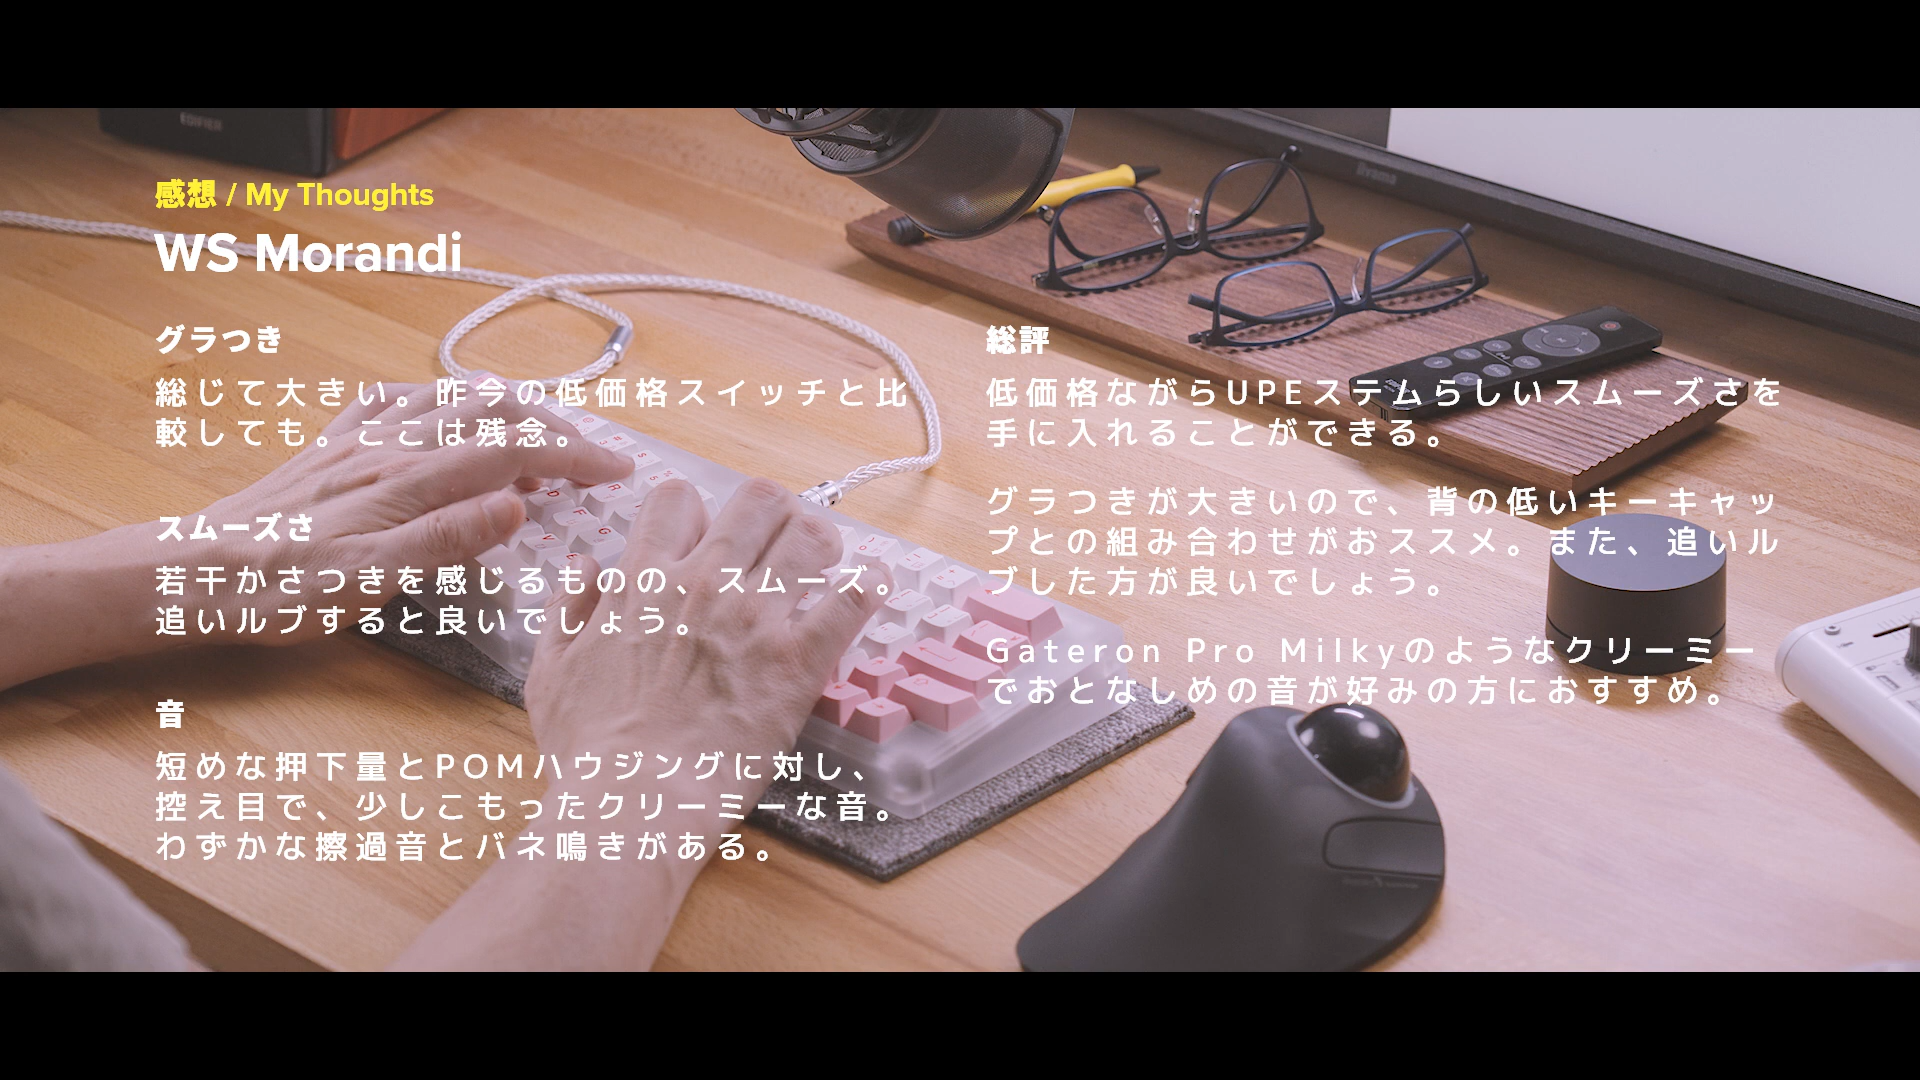 EDIFIER
iiyama
感想 / My Thoughts
WS Morandi
グラつき
総じて大きい。昨今の低価格スイッチと比
較しても。ここは残念。
スムーズさ
若干かさつきを感じるものの、スムーズ。
追いルブすると良いでしょう。
音
短めな押下量とPOMハウジングに対し、
控え目で、少しこもったクリーミーな音。
わずかな擦過音とバネ鳴きがある。
総評
低価格ながらUPEステムらしいスムーズさを
手に入れることができる。
グラつきが大きいので、背の低いキーキャッ
プとの組み合わせがおススメ。また、追いル
ブした方が良いでしょう。
Gateron Pro Milkyのようなクリーミー
でおとなしめの音が好みの方におすすめ。